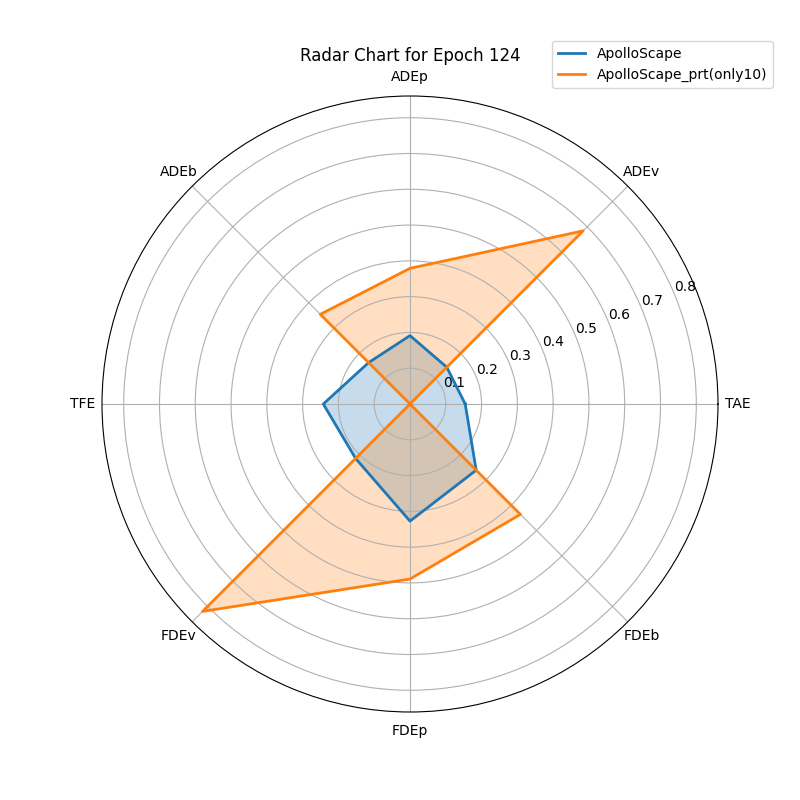 Radar Chart for Epoch 124
ApolloScape
ApolloScape_prt(only10)
ADEp
ADEb
ADEv
0.8
0.7
0.6
0.5
0.4
0.3
0.2
0.1
TFE
TAE
FDEv
FDEb
FDEp